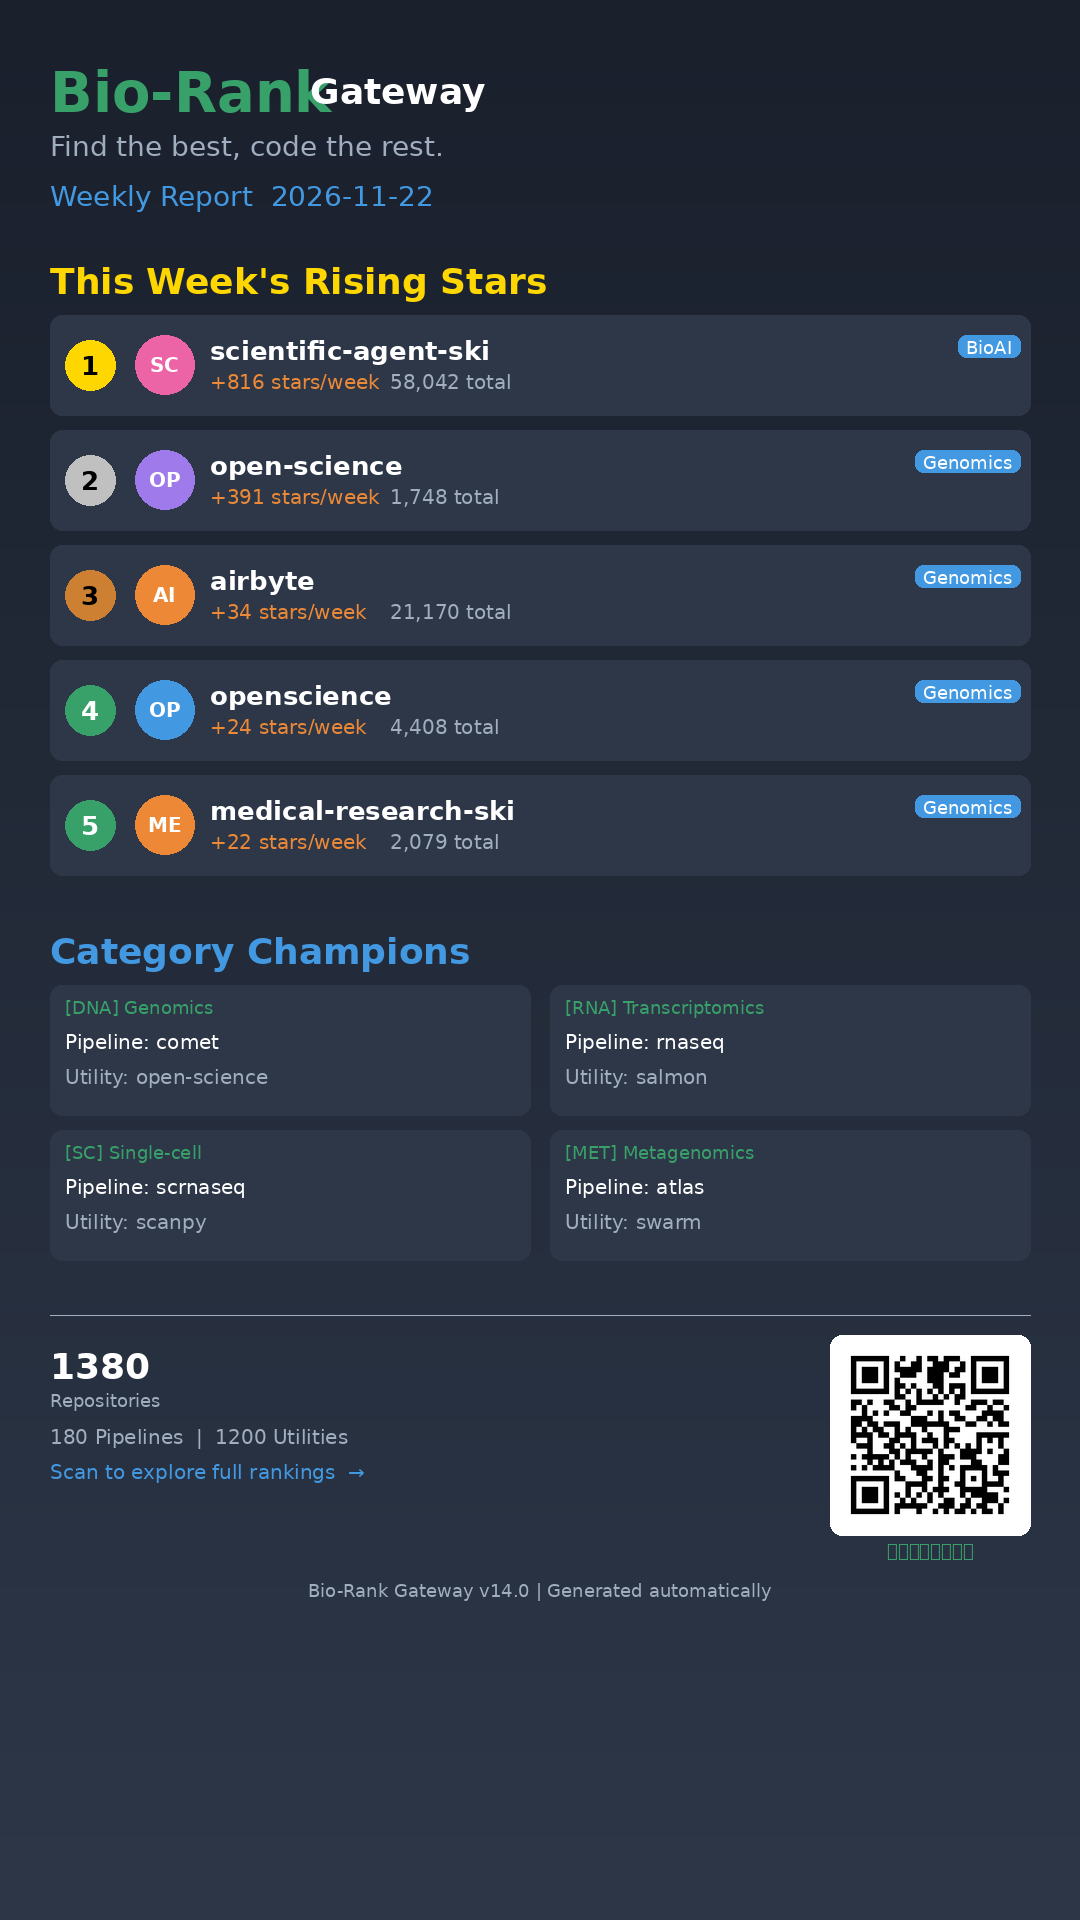 Bio-Rank Gateway
Find the best, code the rest.
Weekly Report 2026-11-22
This Week's Rising Stars
1 SC scientific-agent-ski BioAI
+816 stars/week 58,042 total
2 OP open-science Genomics
+391 stars/week 1,748 total
3 AI airbyte Genomics
+34 stars/week 21,170 total
4 OP openscience Genomics
+24 stars/week 4,408 total
5 ME medical-research-ski Genomics
+22 stars/week 2,079 total
Category Champions
[DNA] Genomics
Pipeline: comet
Utility: open-science
[RNA] Transcriptomics
Pipeline: rnaseq
Utility: salmon
[SC] Single-cell
Pipeline: scrnaseq
Utility: scanpy
[MET] Metagenomics
Pipeline: atlas
Utility: swarm
1380
Repositories
180 Pipelines | 1200 Utilities
Scan to explore full rankings →
Bio-Rank Gateway v14.0 | Generated automatically